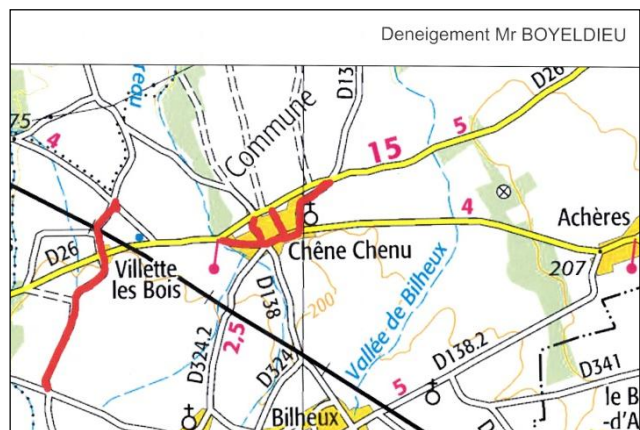 Deneigement Mr BOYELDIEU
reau
D13
D26
75
4
Commune
15
5
4
Achères
D26
Villette
les Bois
Chêne Chenu
207
D138
200
Vallée de Bilheux
D324.2
2,5
D324
D138.2
D341
5
le B
-d'A
Bilheux